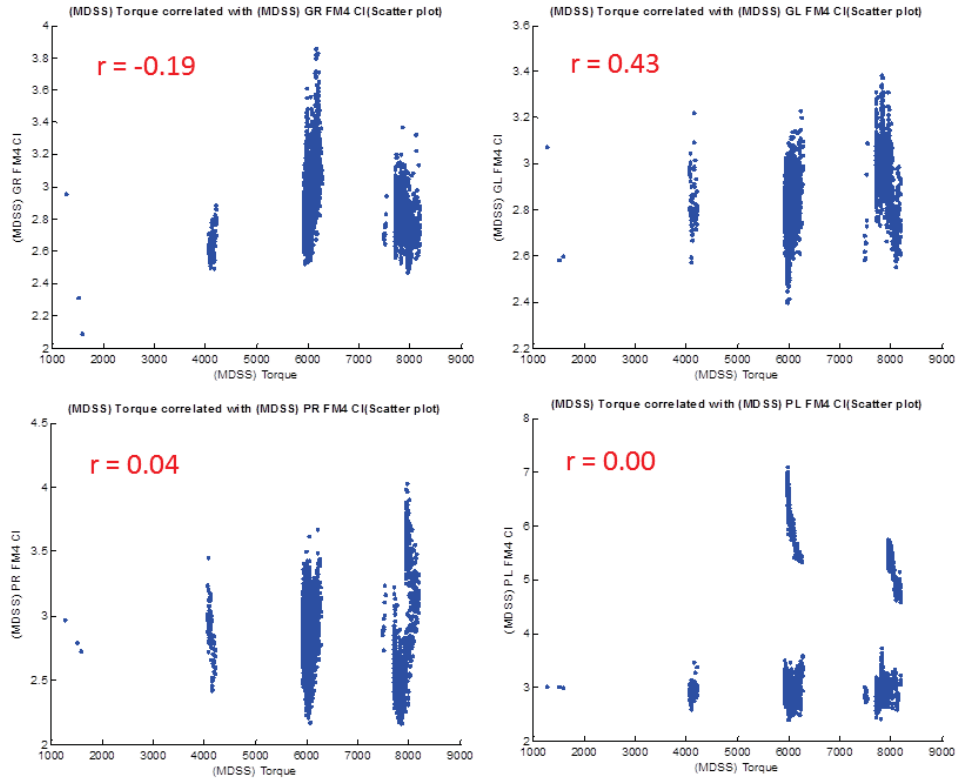 (MDSS) Torque correlated with (MDSS) GR FM4 CI(Scatter plot)
r = -0.19
(MDSS) GR FM4 CI
4
3.8
3.6
3.4
3.2
3
2.8
2.6
2.4
2.2
2
1000 2000 3000 4000 5000 6000 7000 8000 9000
(MDSS) Torque
(MDSS) Torque correlated with (MDSS) GL FM4 CI(Scatter plot)
r = 0.43
(MDSS) GL FM4 CI
3.6
3.4
3.2
3
2.8
2.6
2.4
2.2
1000 2000 3000 4000 5000 6000 7000 8000 9000
(MDSS) Torque
(MDSS) Torque correlated with (MDSS) PR FM4 CI(Scatter plot)
r = 0.04
(MDSS) PR FM4 CI
4.5
4
3.5
3
2.5
2
1000 2000 3000 4000 5000 6000 7000 8000 9000
(MDSS) Torque
(MDSS) Torque correlated with (MDSS) PL FM4 CI(Scatter plot)
r = 0.00
(MDSS) PL FM4 CI
8
7
6
5
4
3
2
1000 2000 3000 4000 5000 6000 7000 8000 9000
(MDSS) Torque